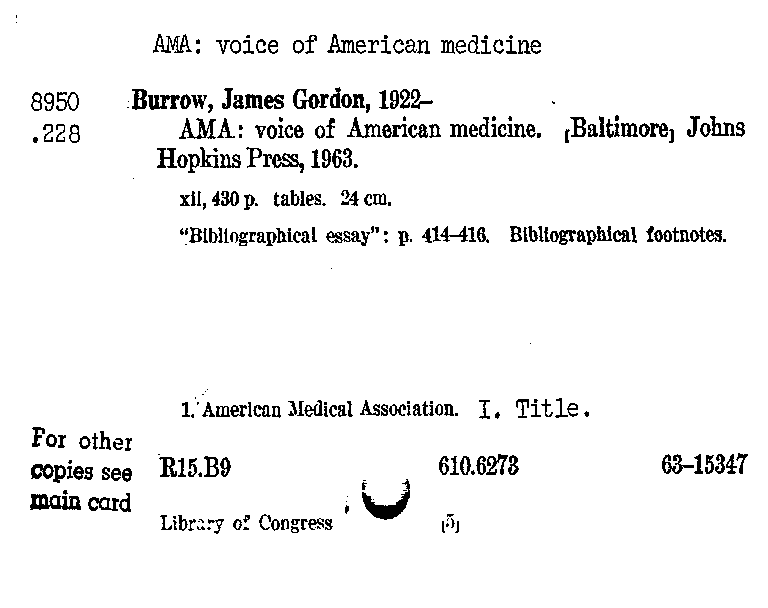 AMA: voice of American medicine
8950 Burrow, James Gordon, 1922–
.228 AMA: voice of American medicine. [Baltimore] Johns
Hopkins Press, 1963.
xii, 430 p. tables. 24 cm.
"Bibliographical essay": p. 414–416. Bibliographical footnotes.
1. American Medical Association. I. Title.
For other
copies see R15.B9 610.6273 63–15347
main card
Library of Congress [5]